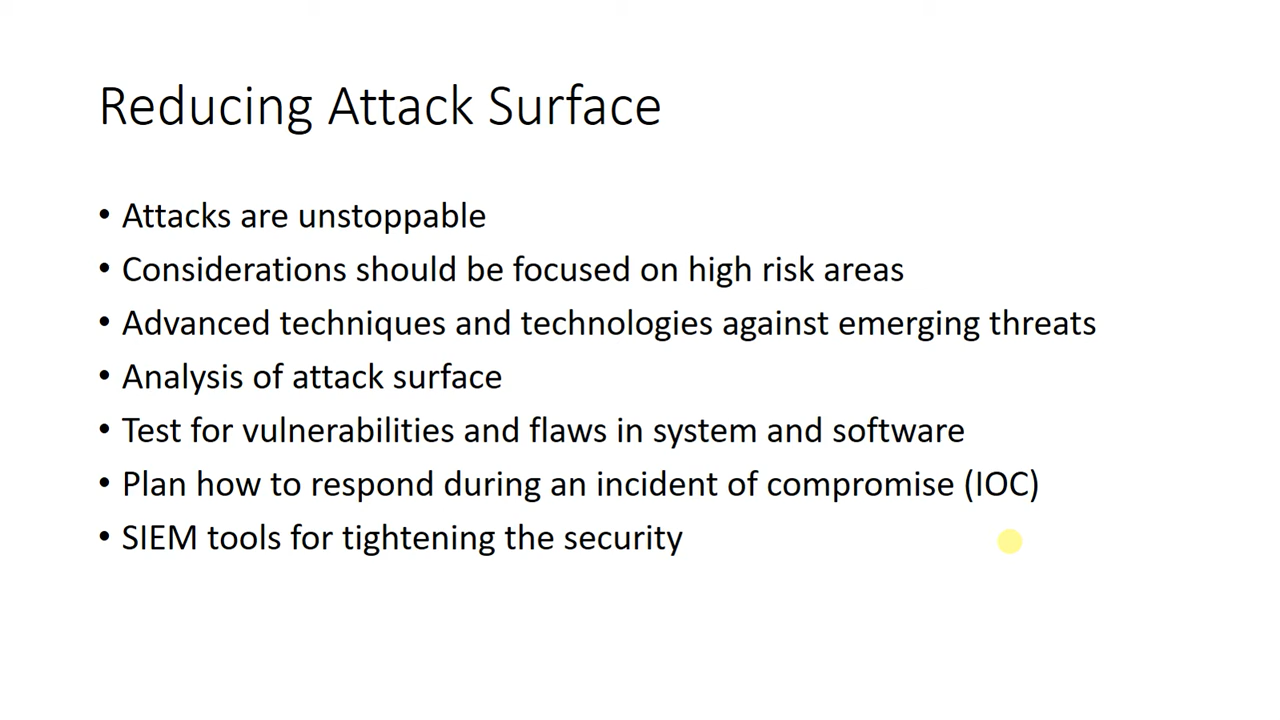 Reducing Attack Surface
• Attacks are unstoppable
• Considerations should be focused on high risk areas
• Advanced techniques and technologies against emerging threats
• Analysis of attack surface
• Test for vulnerabilities and flaws in system and software
• Plan how to respond during an incident of compromise (IOC)
• SIEM tools for tightening the security